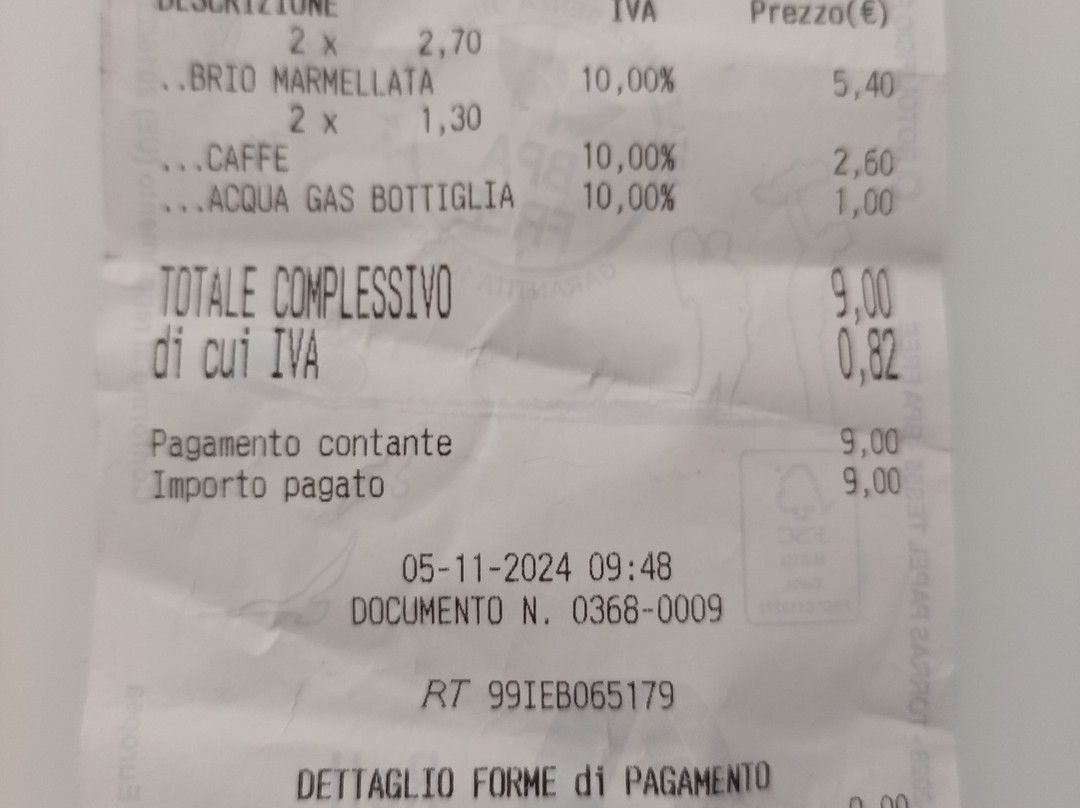 DESCRIZIONE IVA Prezzo(€)
2 x 2,70
..BRIO MARMELLATA 10,00% 5,40
2 x 1,30
...CAFFE 10,00% 2,60
...ACQUA GAS BOTTIGLIA 10,00% 1,00
TOTALE COMPLESSIVO 9,00
di cui IVA 0,82
Pagamento contante 9,00
Importo pagato 9,00
05-11-2024 09:48
DOCUMENTO N. 0368-0009
RT 99IEB065179
DETTAGLIO FORME di PAGAMENTO